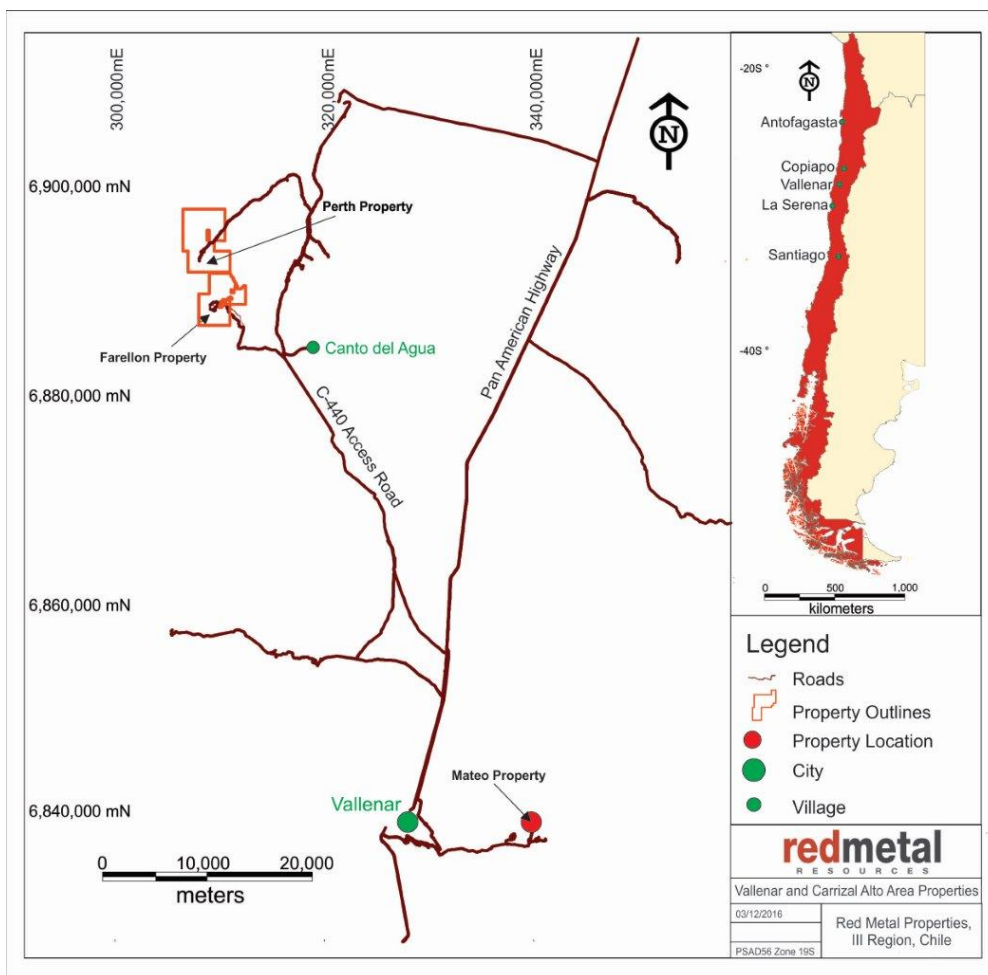 300,000mE
320,000mE
340,000mE
6,900,000 mN
6,880,000 mN
6,860,000 mN
6,840,000 mN
N
Perth Property
Farellon Property
Canto del Agua
C-440 Access Road
Pan American Highway
Vallenar
Mateo Property
0 10,000 20,000
meters
-20S °
N
Antofagasta
Copiapo
Vallenar
La Serena
Santiago
-40S °
0 500 1,000
kilometers
Legend
Roads
Property Outlines
Property Location
City
Village
redmetal
RESOURCES
Vallenar and Carrizal Alto Area Properties
03/12/2016
Red Metal Properties,
III Region, Chile
PSAD56 Zone 19S